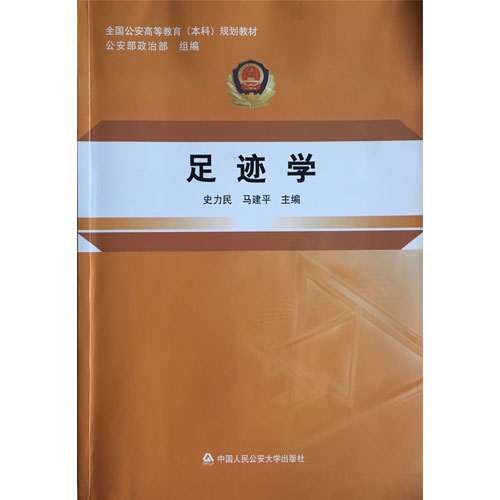 全国公安高等教育（本科）规划教材
公安部政治部 组编
足迹学
史力民 马建平 主编
中国人民公安大学出版社